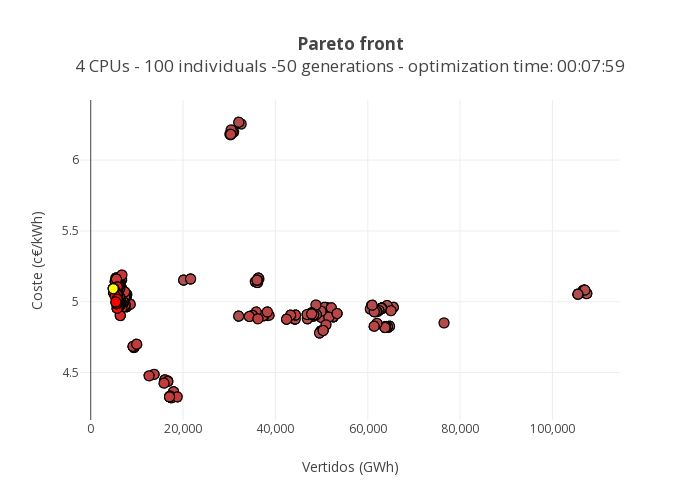 Pareto front
4 CPUs - 100 individuals -50 generations - optimization time: 00:07:59
6
5.5
5
4.5
Coste (c€/kWh)
0 20,000 40,000 60,000 80,000 100,000
Vertidos (GWh)